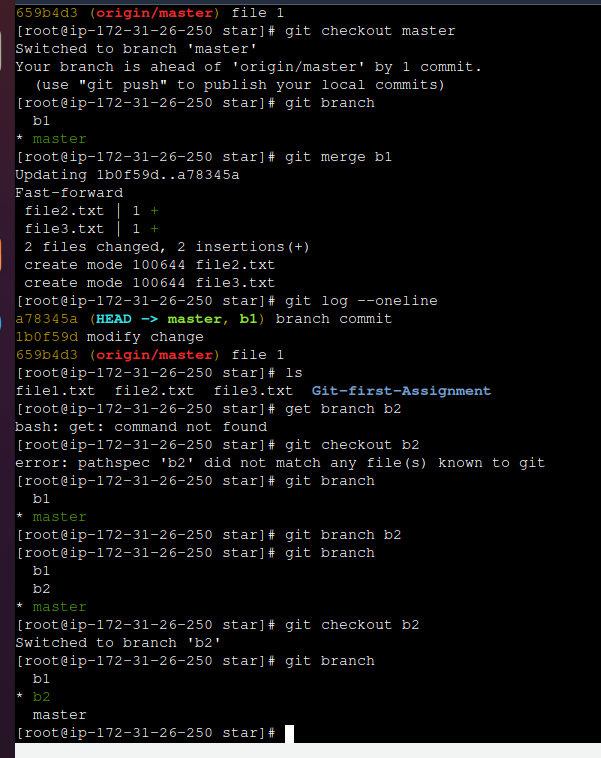 659b4d3 (origin/master) file 1
[root@ip-172-31-26-250 star]# git checkout master
Switched to branch 'master'
Your branch is ahead of 'origin/master' by 1 commit.
  (use "git push" to publish your local commits)
[root@ip-172-31-26-250 star]# git branch
  b1
* master
[root@ip-172-31-26-250 star]# git merge b1
Updating 1b0f59d..a78345a
Fast-forward
 file2.txt | 1 +
 file3.txt | 1 +
 2 files changed, 2 insertions(+)
 create mode 100644 file2.txt
 create mode 100644 file3.txt
[root@ip-172-31-26-250 star]# git log --oneline
a78345a (HEAD -> master, b1) branch commit
1b0f59d modify change
659b4d3 (origin/master) file 1
[root@ip-172-31-26-250 star]# ls
file1.txt  file2.txt  file3.txt  Git-first-Assignment
[root@ip-172-31-26-250 star]# get branch b2
bash: get: command not found
[root@ip-172-31-26-250 star]# git checkout b2
error: pathspec 'b2' did not match any file(s) known to git
[root@ip-172-31-26-250 star]# git branch
  b1
* master
[root@ip-172-31-26-250 star]# git branch b2
[root@ip-172-31-26-250 star]# git branch
  b1
  b2
* master
[root@ip-172-31-26-250 star]# git checkout b2
Switched to branch 'b2'
[root@ip-172-31-26-250 star]# git branch
  b1
* b2
  master
[root@ip-172-31-26-250 star]#